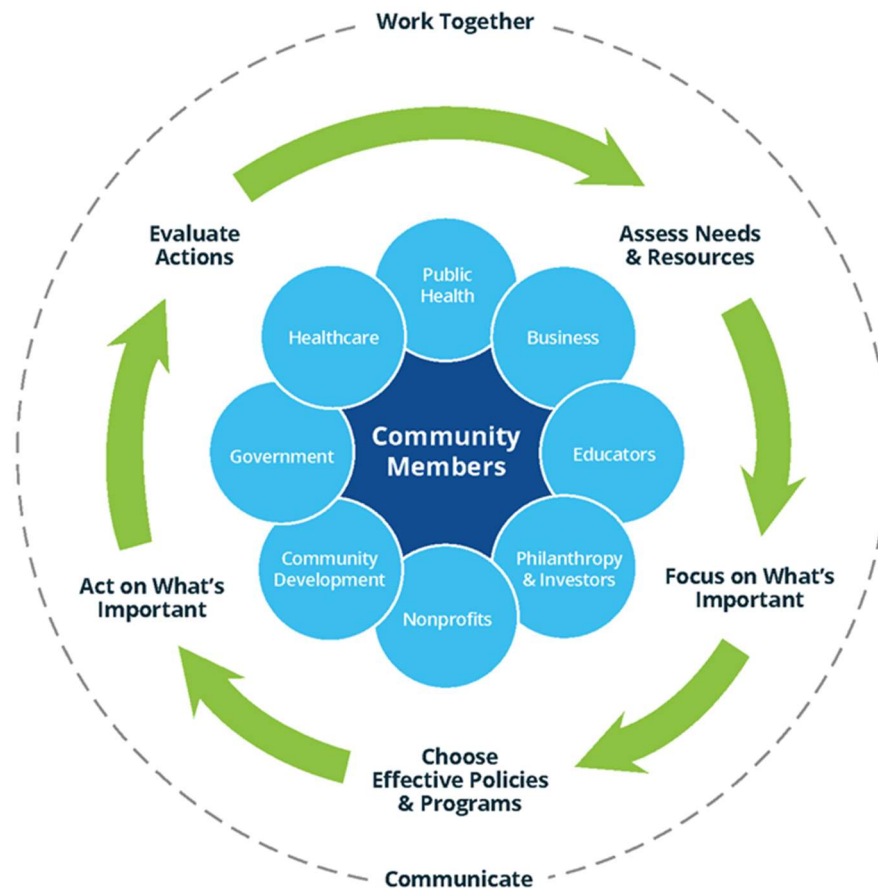 Work Together
Evaluate
Actions
Assess Needs
& Resources
Public
Health
Healthcare
Business
Community
Members
Government
Educators
Community
Development
Philanthropy
& Investors
Nonprofits
Act on What's
Important
Focus on What's
Important
Choose
Effective Policies
& Programs
Communicate